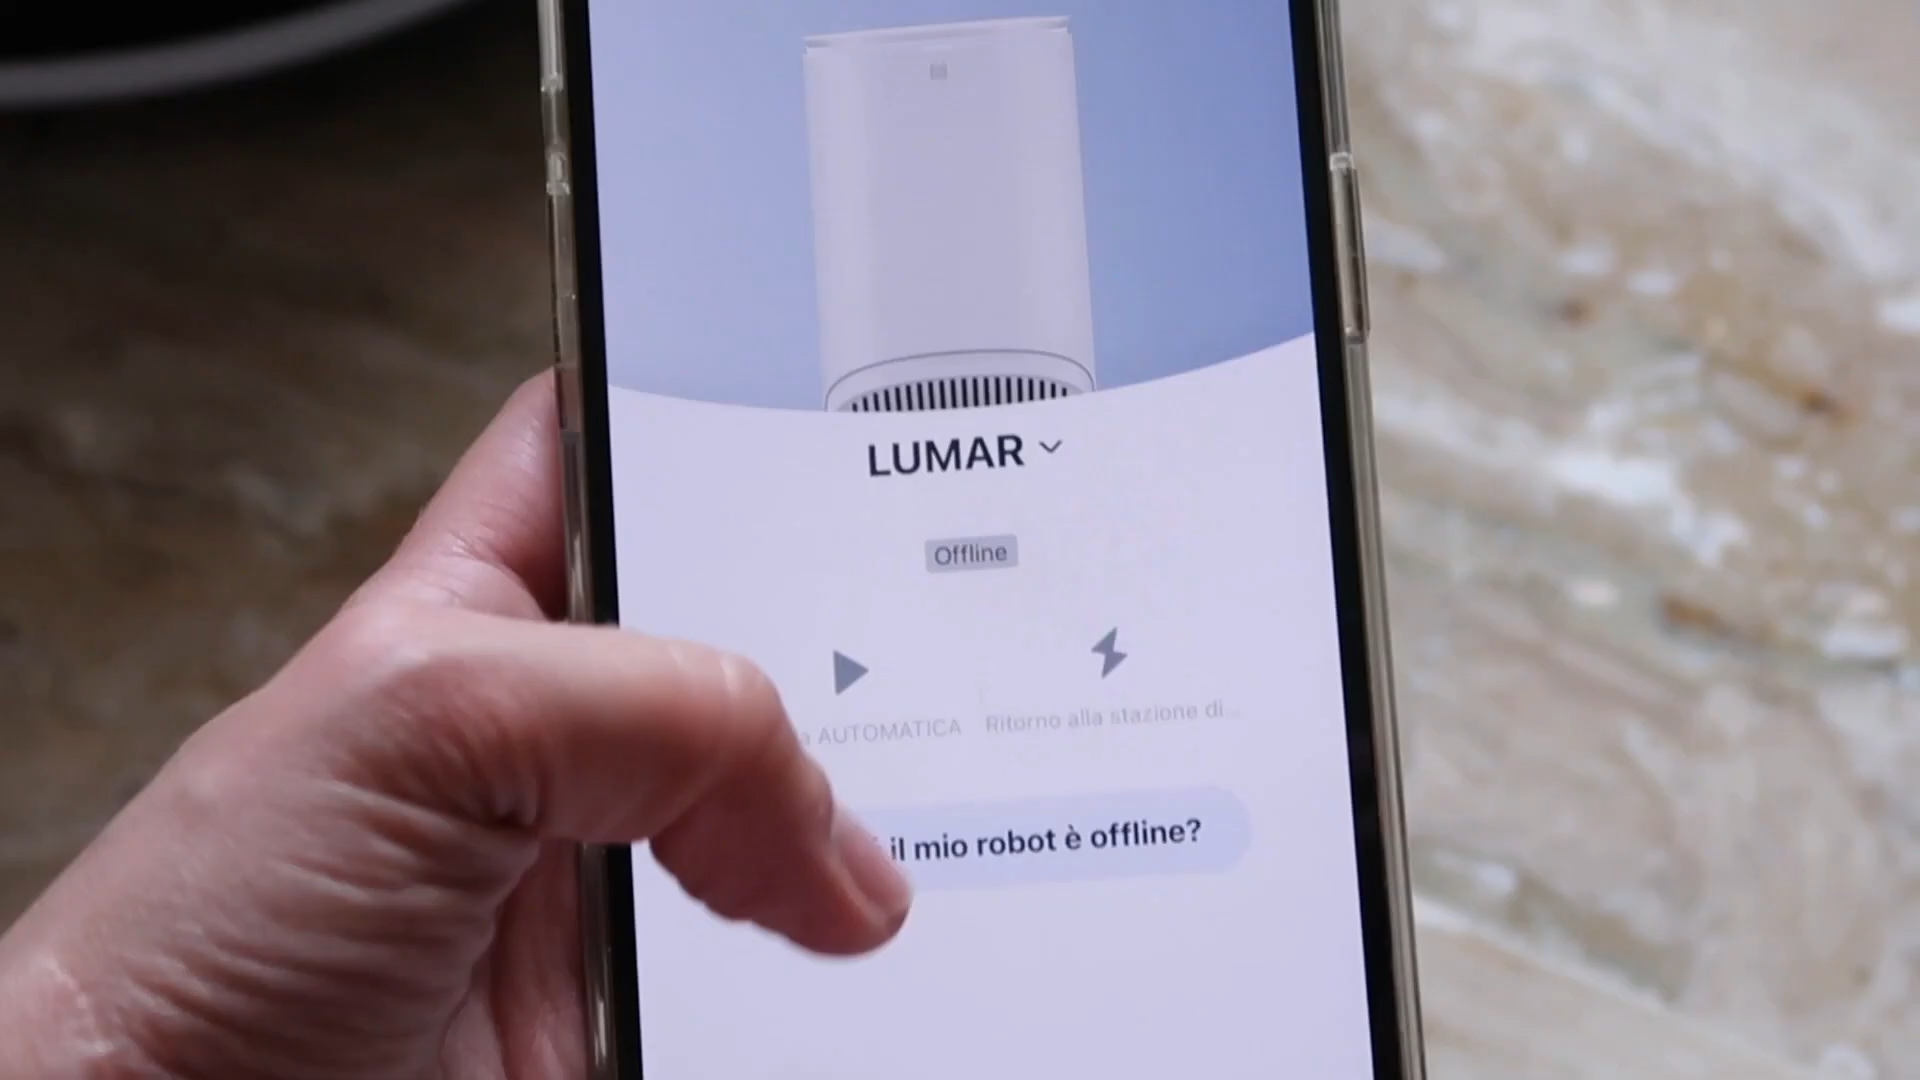 LUMAR
Offline
AUTOMATICA
Ritorno alla stazione di...
il mio robot è offline?